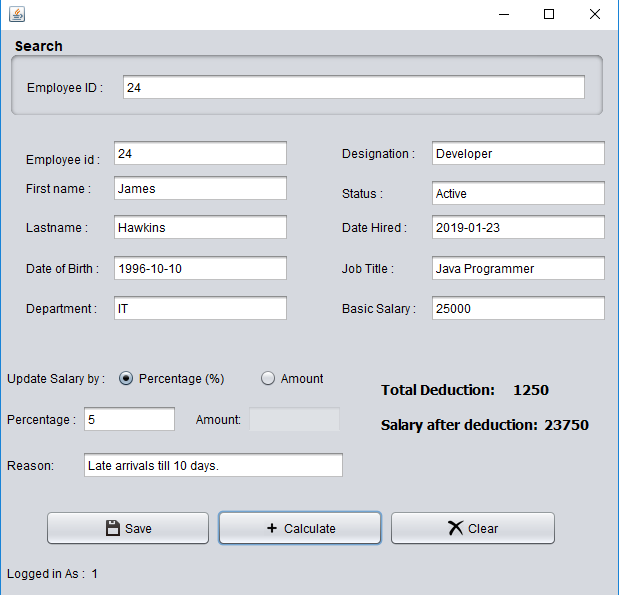 Search
Employee ID : 24
Employee id : 24
Designation : Developer
First name : James
Status : Active
Lastname : Hawkins
Date Hired : 2019-01-23
Date of Birth : 1996-10-10
Job Title : Java Programmer
Department : IT
Basic Salary : 25000
Update Salary by : Percentage (%) Amount
Total Deduction: 1250
Percentage : 5 Amount:
Salary after deduction: 23750
Reason: Late arrivals till 10 days.
Save Calculate Clear
Logged in As : 1